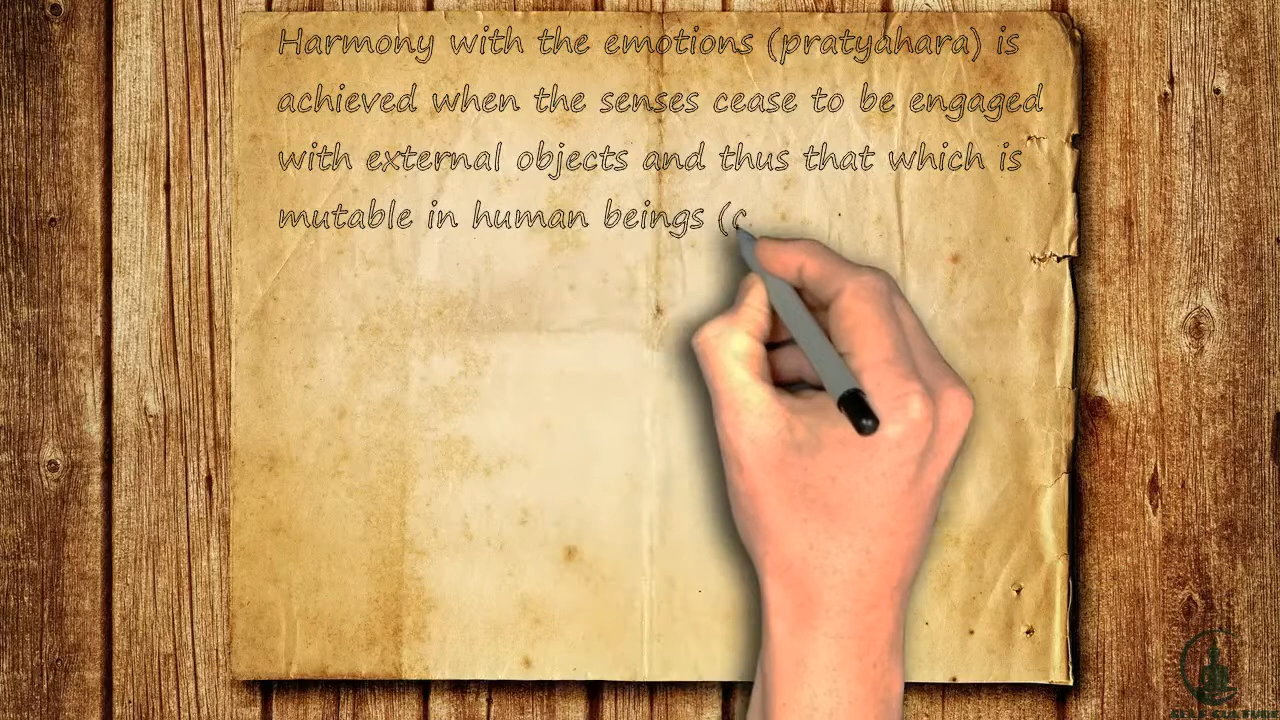 Harmony with the emotions (pratyahara) is
achieved when the senses cease to be engaged
with external objects and thus that which is
mutable in human beings (c